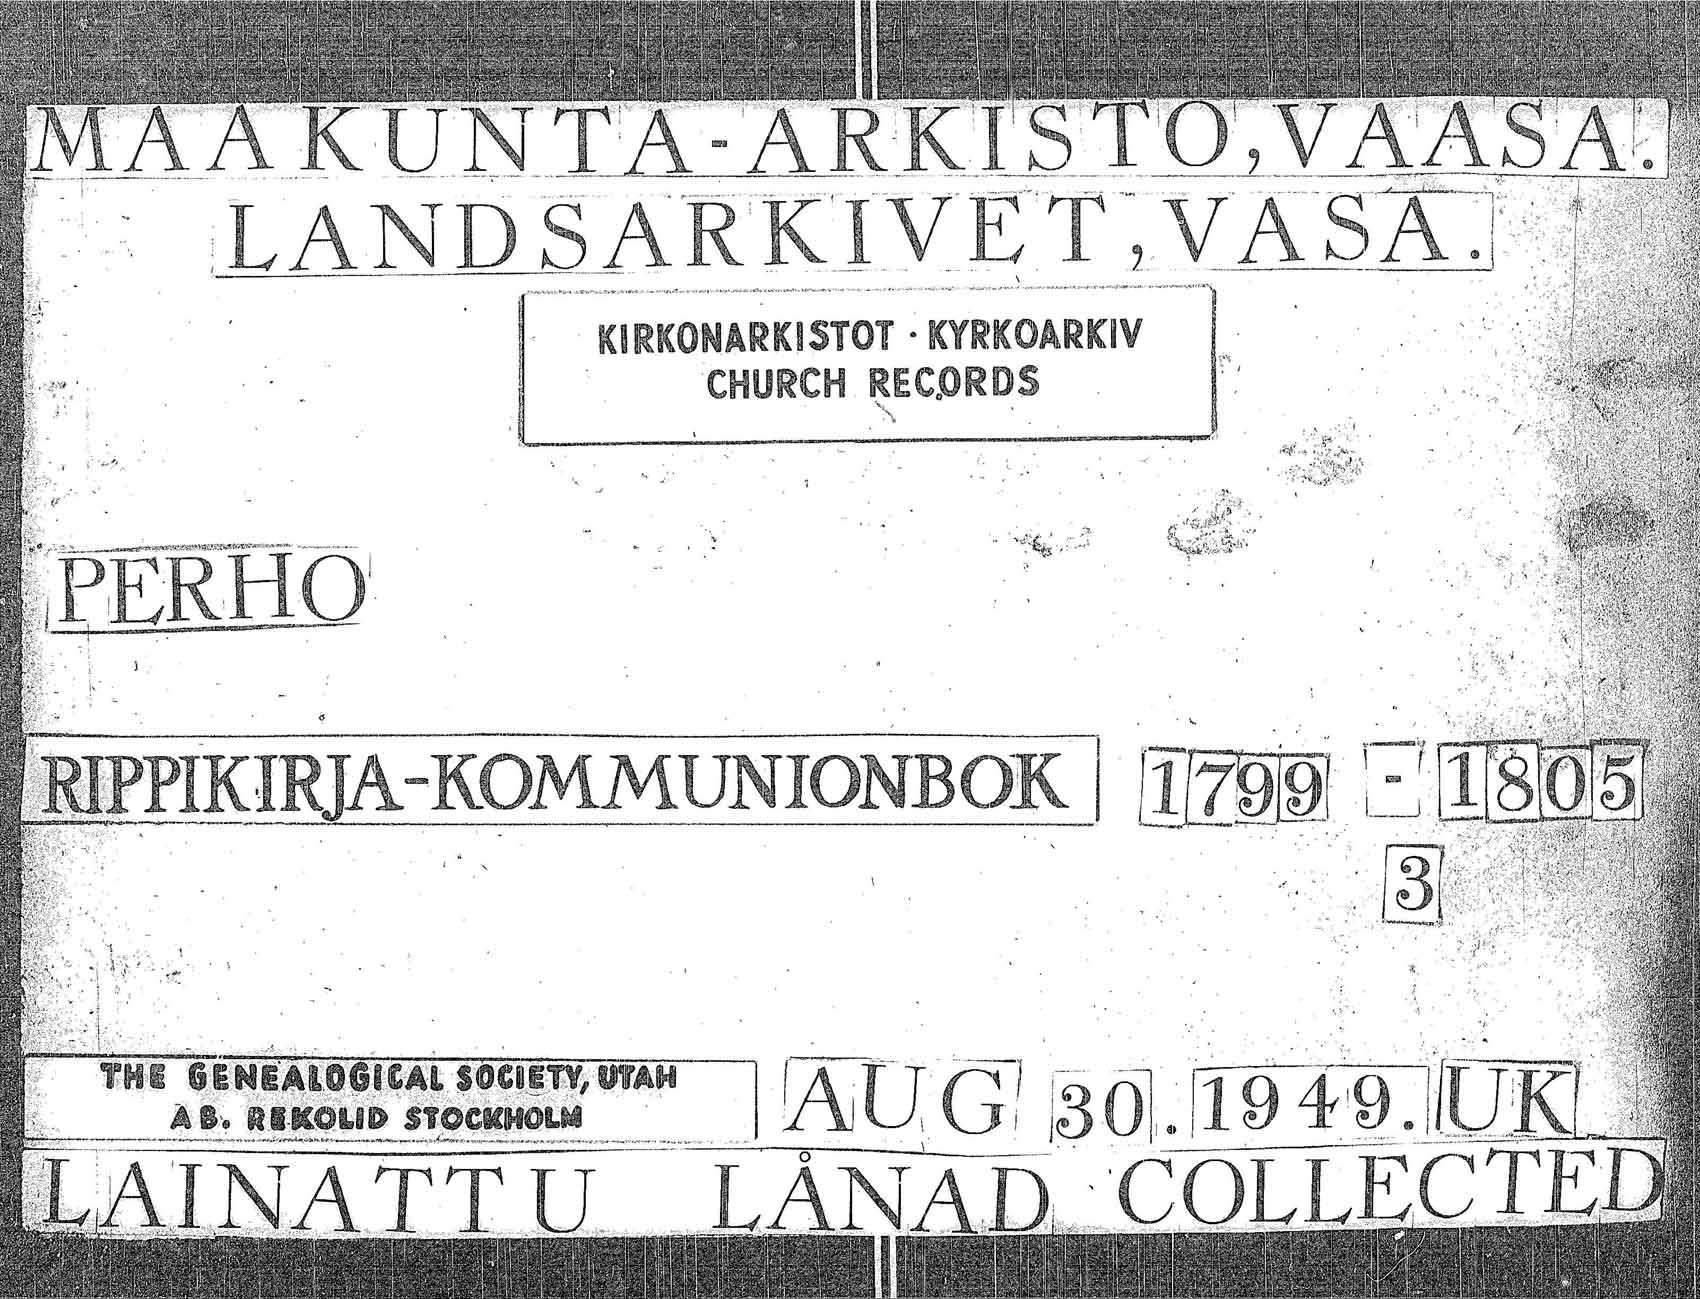 MAAKUNTA-ARKISTO, VAASA.
LANDSARKIVET, VASA.
KIRKONARKISTOT · KYRKOARKIV
CHURCH RECORDS
PERHO
RIPPIKIRJA-KOMMUNIONBOK 1799 - 1805
3
THE GENEALOGICAL SOCIETY, UTAH
AB. REKOLID STOCKHOLM
AUG 30. 1949. UK
LAINATTU LÅNAD COLLECTED